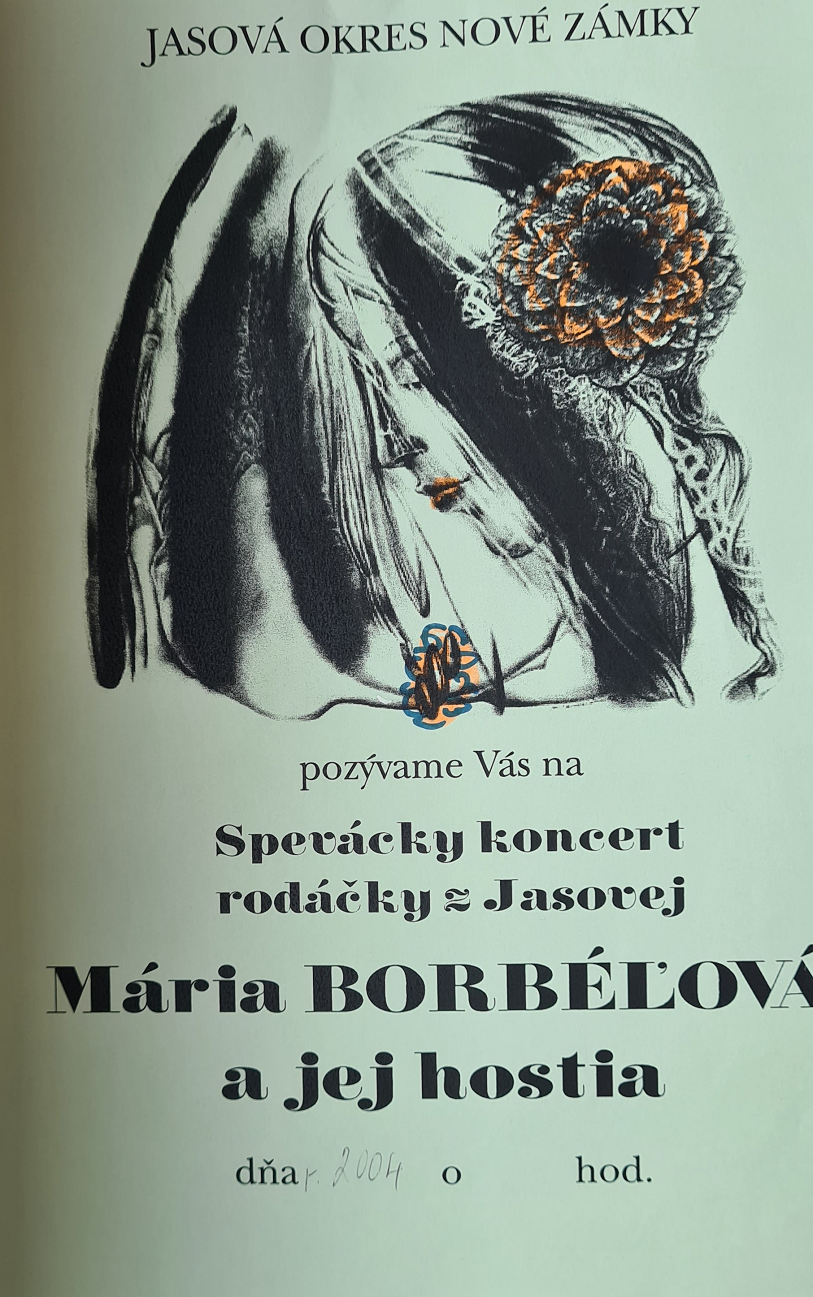 JASOVÁ OKRES NOVÉ ZÁMKY
pozývame Vás na
Spevácky koncert
rodáčky z Jasovej
Mária BORBÉĽOVÁ
a jej hostia
dňa r. 2004 o hod.